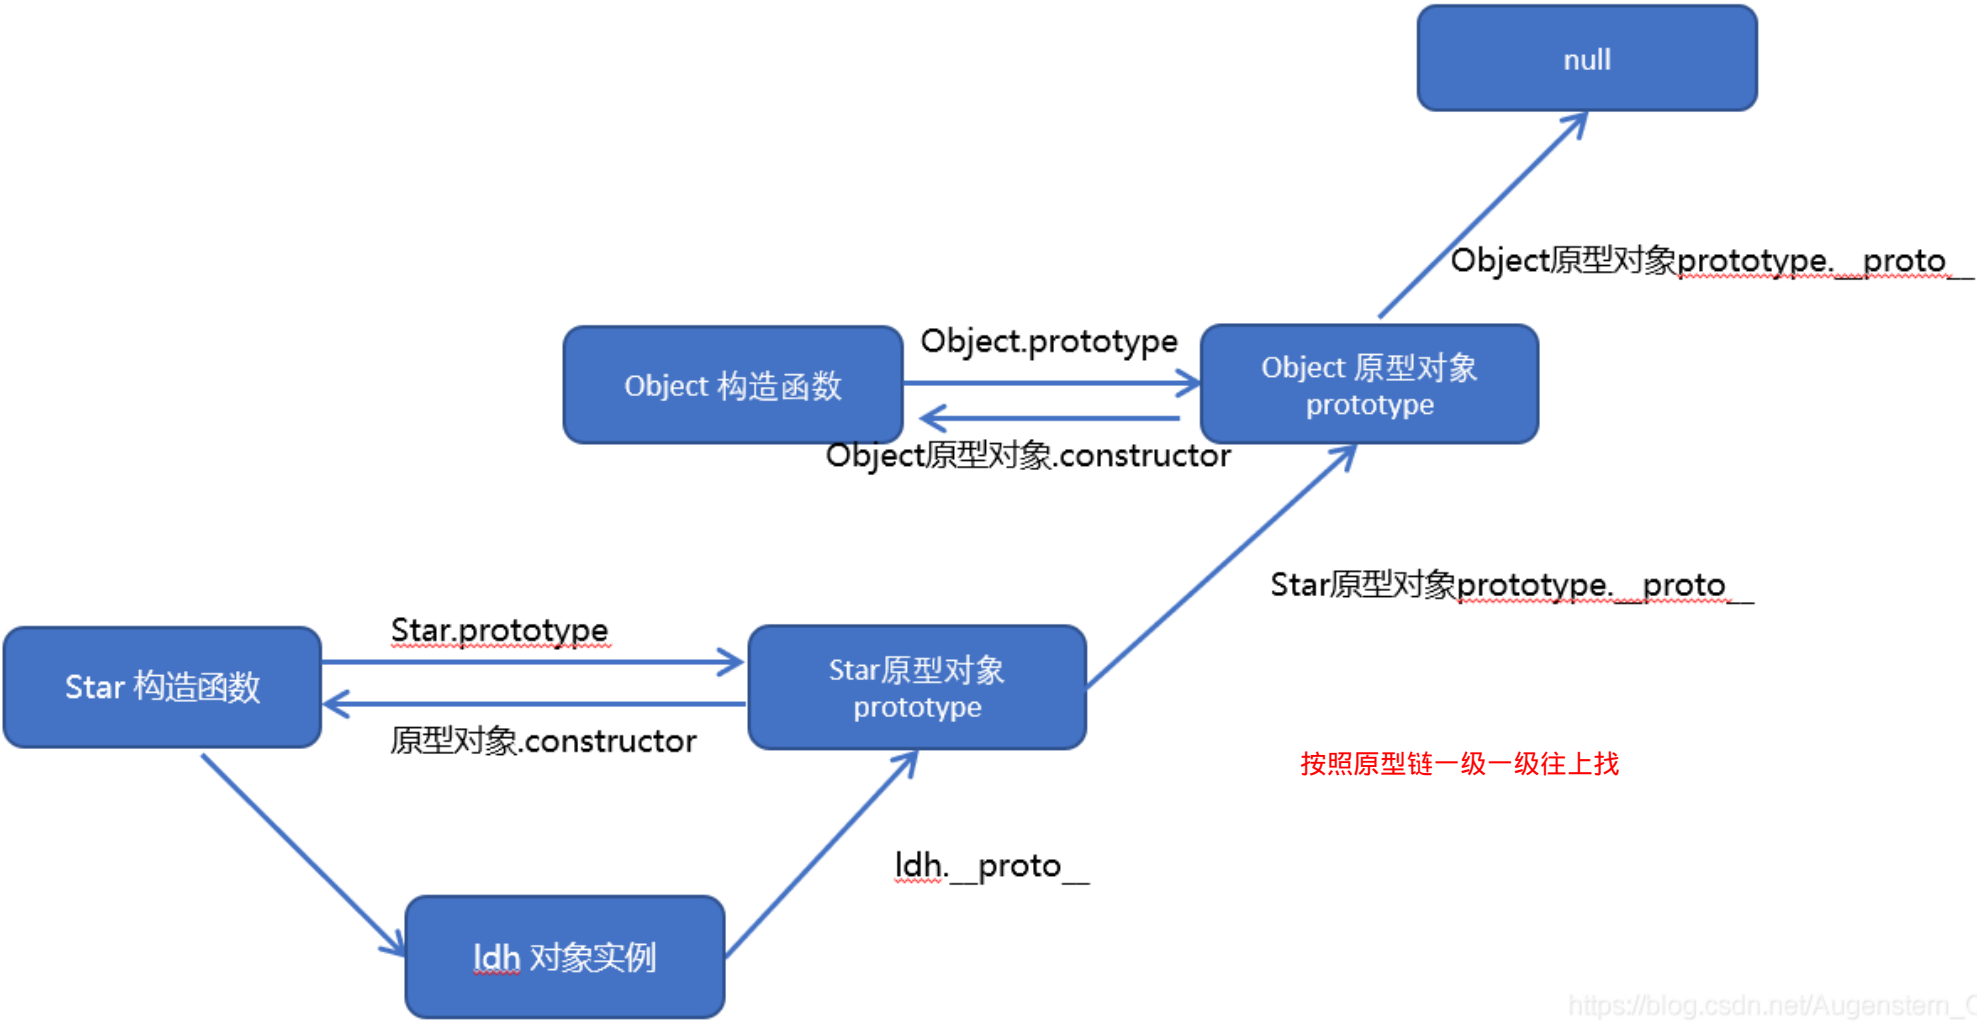 null
Object原型对象prototype.__proto__
Object.prototype
Object 构造函数
Object 原型对象
prototype
Object原型对象.constructor
Star原型对象prototype.__proto__
Star.prototype
Star 构造函数
Star原型对象
prototype
原型对象.constructor
按照原型链一级一级往上找
ldh.__proto__
ldh 对象实例
https://blog.csdn.net/Augenstern_